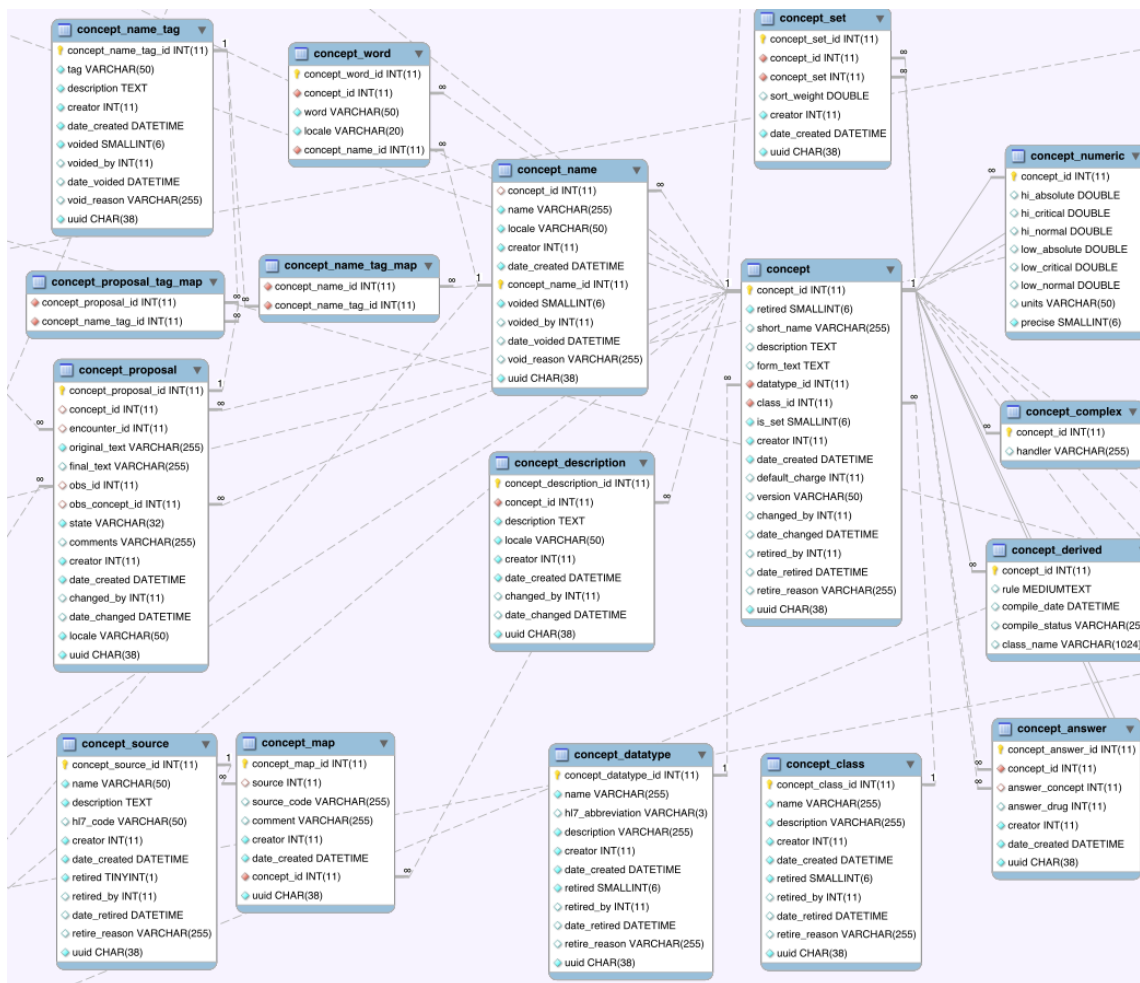 concept_name_tag
concept_name_tag_id INT(11)
tag VARCHAR(50)
description TEXT
creator INT(11)
date_created DATETIME
voided SMALLINT(6)
voided_by INT(11)
date_voided DATETIME
void_reason VARCHAR(255)
uuid CHAR(38)
concept_word
concept_word_id INT(11)
concept_id INT(11)
word VARCHAR(50)
locale VARCHAR(20)
concept_name_id INT(11)
concept_set
concept_set_id INT(11)
concept_id INT(11)
concept_set INT(11)
sort_weight DOUBLE
creator INT(11)
date_created DATETIME
uuid CHAR(38)
concept_name
concept_id INT(11)
name VARCHAR(255)
locale VARCHAR(50)
creator INT(11)
date_created DATETIME
concept_name_id INT(11)
voided SMALLINT(6)
voided_by INT(11)
date_voided DATETIME
void_reason VARCHAR(255)
uuid CHAR(38)
concept_numeric
concept_id INT(11)
hi_absolute DOUBLE
hi_critical DOUBLE
hi_normal DOUBLE
low_absolute DOUBLE
low_critical DOUBLE
low_normal DOUBLE
units VARCHAR(50)
precise SMALLINT(6)
concept_proposal_tag_map
concept_proposal_id INT(11)
concept_name_tag_id INT(11)
concept_name_tag_map
concept_name_id INT(11)
concept_name_tag_id INT(11)
concept
concept_id INT(11)
retired SMALLINT(6)
short_name VARCHAR(255)
description TEXT
form_text TEXT
datatype_id INT(11)
class_id INT(11)
is_set SMALLINT(6)
creator INT(11)
date_created DATETIME
default_charge INT(11)
version VARCHAR(50)
changed_by INT(11)
date_changed DATETIME
retired_by INT(11)
date_retired DATETIME
retire_reason VARCHAR(255)
uuid CHAR(38)
concept_proposal
concept_proposal_id INT(11)
concept_id INT(11)
encounter_id INT(11)
original_text VARCHAR(255)
final_text VARCHAR(255)
obs_id INT(11)
obs_concept_id INT(11)
state VARCHAR(32)
comments VARCHAR(255)
creator INT(11)
date_created DATETIME
changed_by INT(11)
date_changed DATETIME
locale VARCHAR(50)
uuid CHAR(38)
concept_description
concept_description_id INT(11)
concept_id INT(11)
description TEXT
locale VARCHAR(50)
creator INT(11)
date_created DATETIME
changed_by INT(11)
date_changed DATETIME
uuid CHAR(38)
concept_complex
concept_id INT(11)
handler VARCHAR(255)
concept_derived
concept_id INT(11)
rule MEDIUMTEXT
compile_date DATETIME
compile_status VARCHAR(25
class_name VARCHAR(1024)
concept_source
concept_source_id INT(11)
name VARCHAR(50)
description TEXT
hl7_code VARCHAR(50)
creator INT(11)
date_created DATETIME
retired TINYINT(1)
retired_by INT(11)
date_retired DATETIME
retire_reason VARCHAR(255)
uuid CHAR(38)
concept_map
concept_map_id INT(11)
source INT(11)
source_code VARCHAR(255)
comment VARCHAR(255)
creator INT(11)
date_created DATETIME
concept_id INT(11)
uuid CHAR(38)
concept_datatype
concept_datatype_id INT(11)
name VARCHAR(255)
hl7_abbreviation VARCHAR(3)
description VARCHAR(255)
creator INT(11)
date_created DATETIME
retired SMALLINT(6)
retired_by INT(11)
date_retired DATETIME
retire_reason VARCHAR(255)
uuid CHAR(38)
concept_class
concept_class_id INT(11)
name VARCHAR(255)
description VARCHAR(255)
creator INT(11)
date_created DATETIME
retired SMALLINT(6)
retired_by INT(11)
date_retired DATETIME
retire_reason VARCHAR(255)
uuid CHAR(38)
concept_answer
concept_answer_id INT(11)
concept_id INT(11)
answer_concept INT(11)
answer_drug INT(11)
creator INT(11)
date_created DATETIME
uuid CHAR(38)